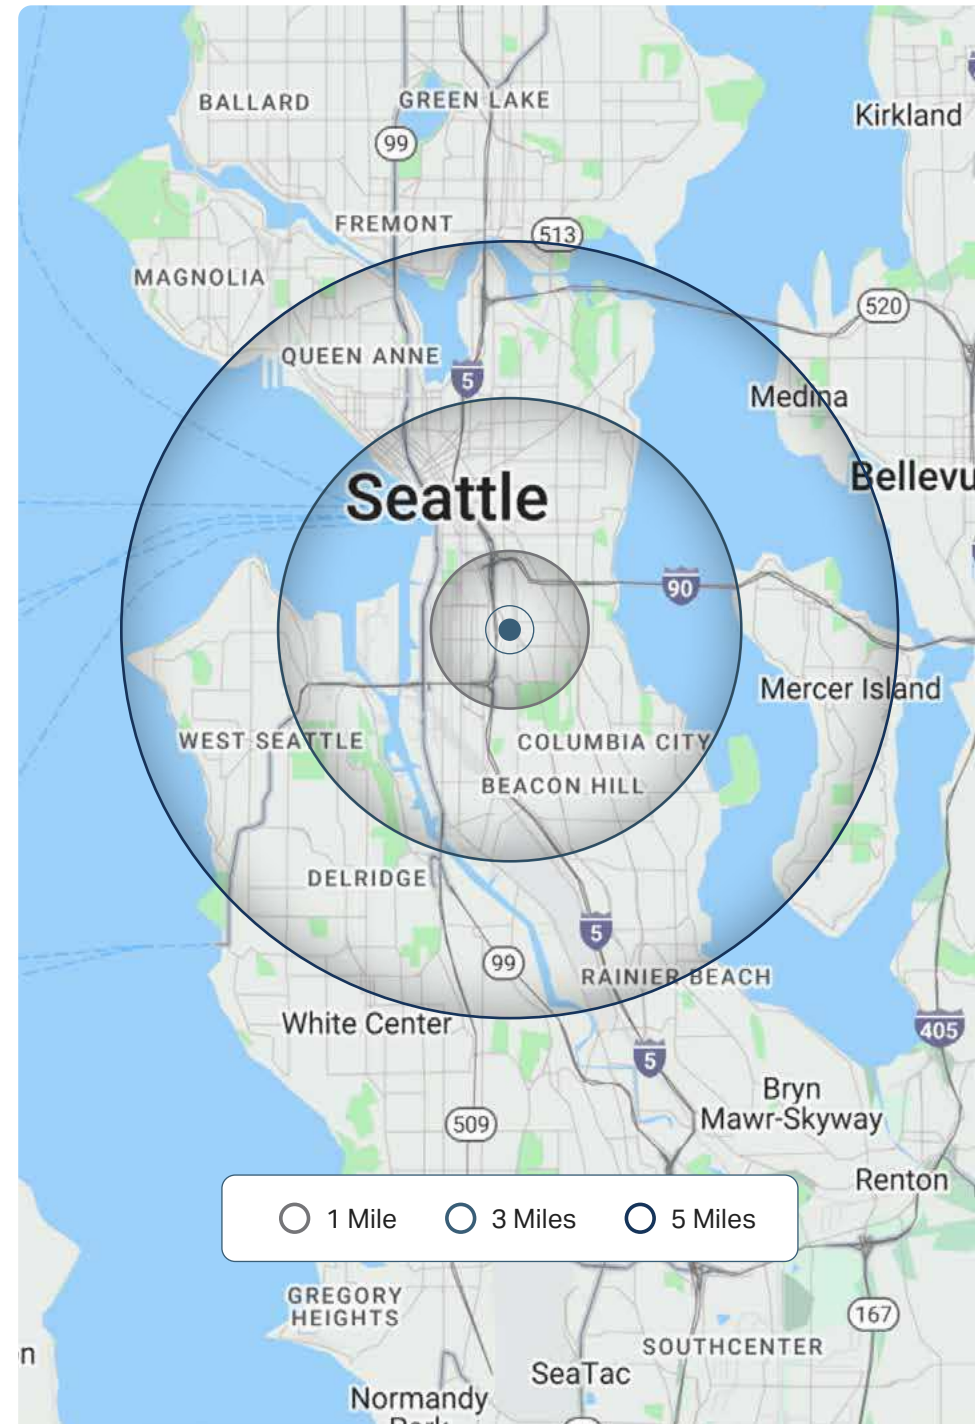 BALLARD
GREEN LAKE
Kirkland
99
FREMONT
513
MAGNOLIA
520
QUEEN ANNE
5
Medina
Seattle
Bellevu
90
Mercer Island
WEST SEATTLE
COLUMBIA CITY
BEACON HILL
DELRIDGE
5
99
RAINIER BEACH
White Center
405
5
Bryn
Mawr-Skyway
509
Renton
1 Mile
3 Miles
5 Miles
GREGORY
HEIGHTS
167
SOUTHCENTER
n
SeaTac
Normandy